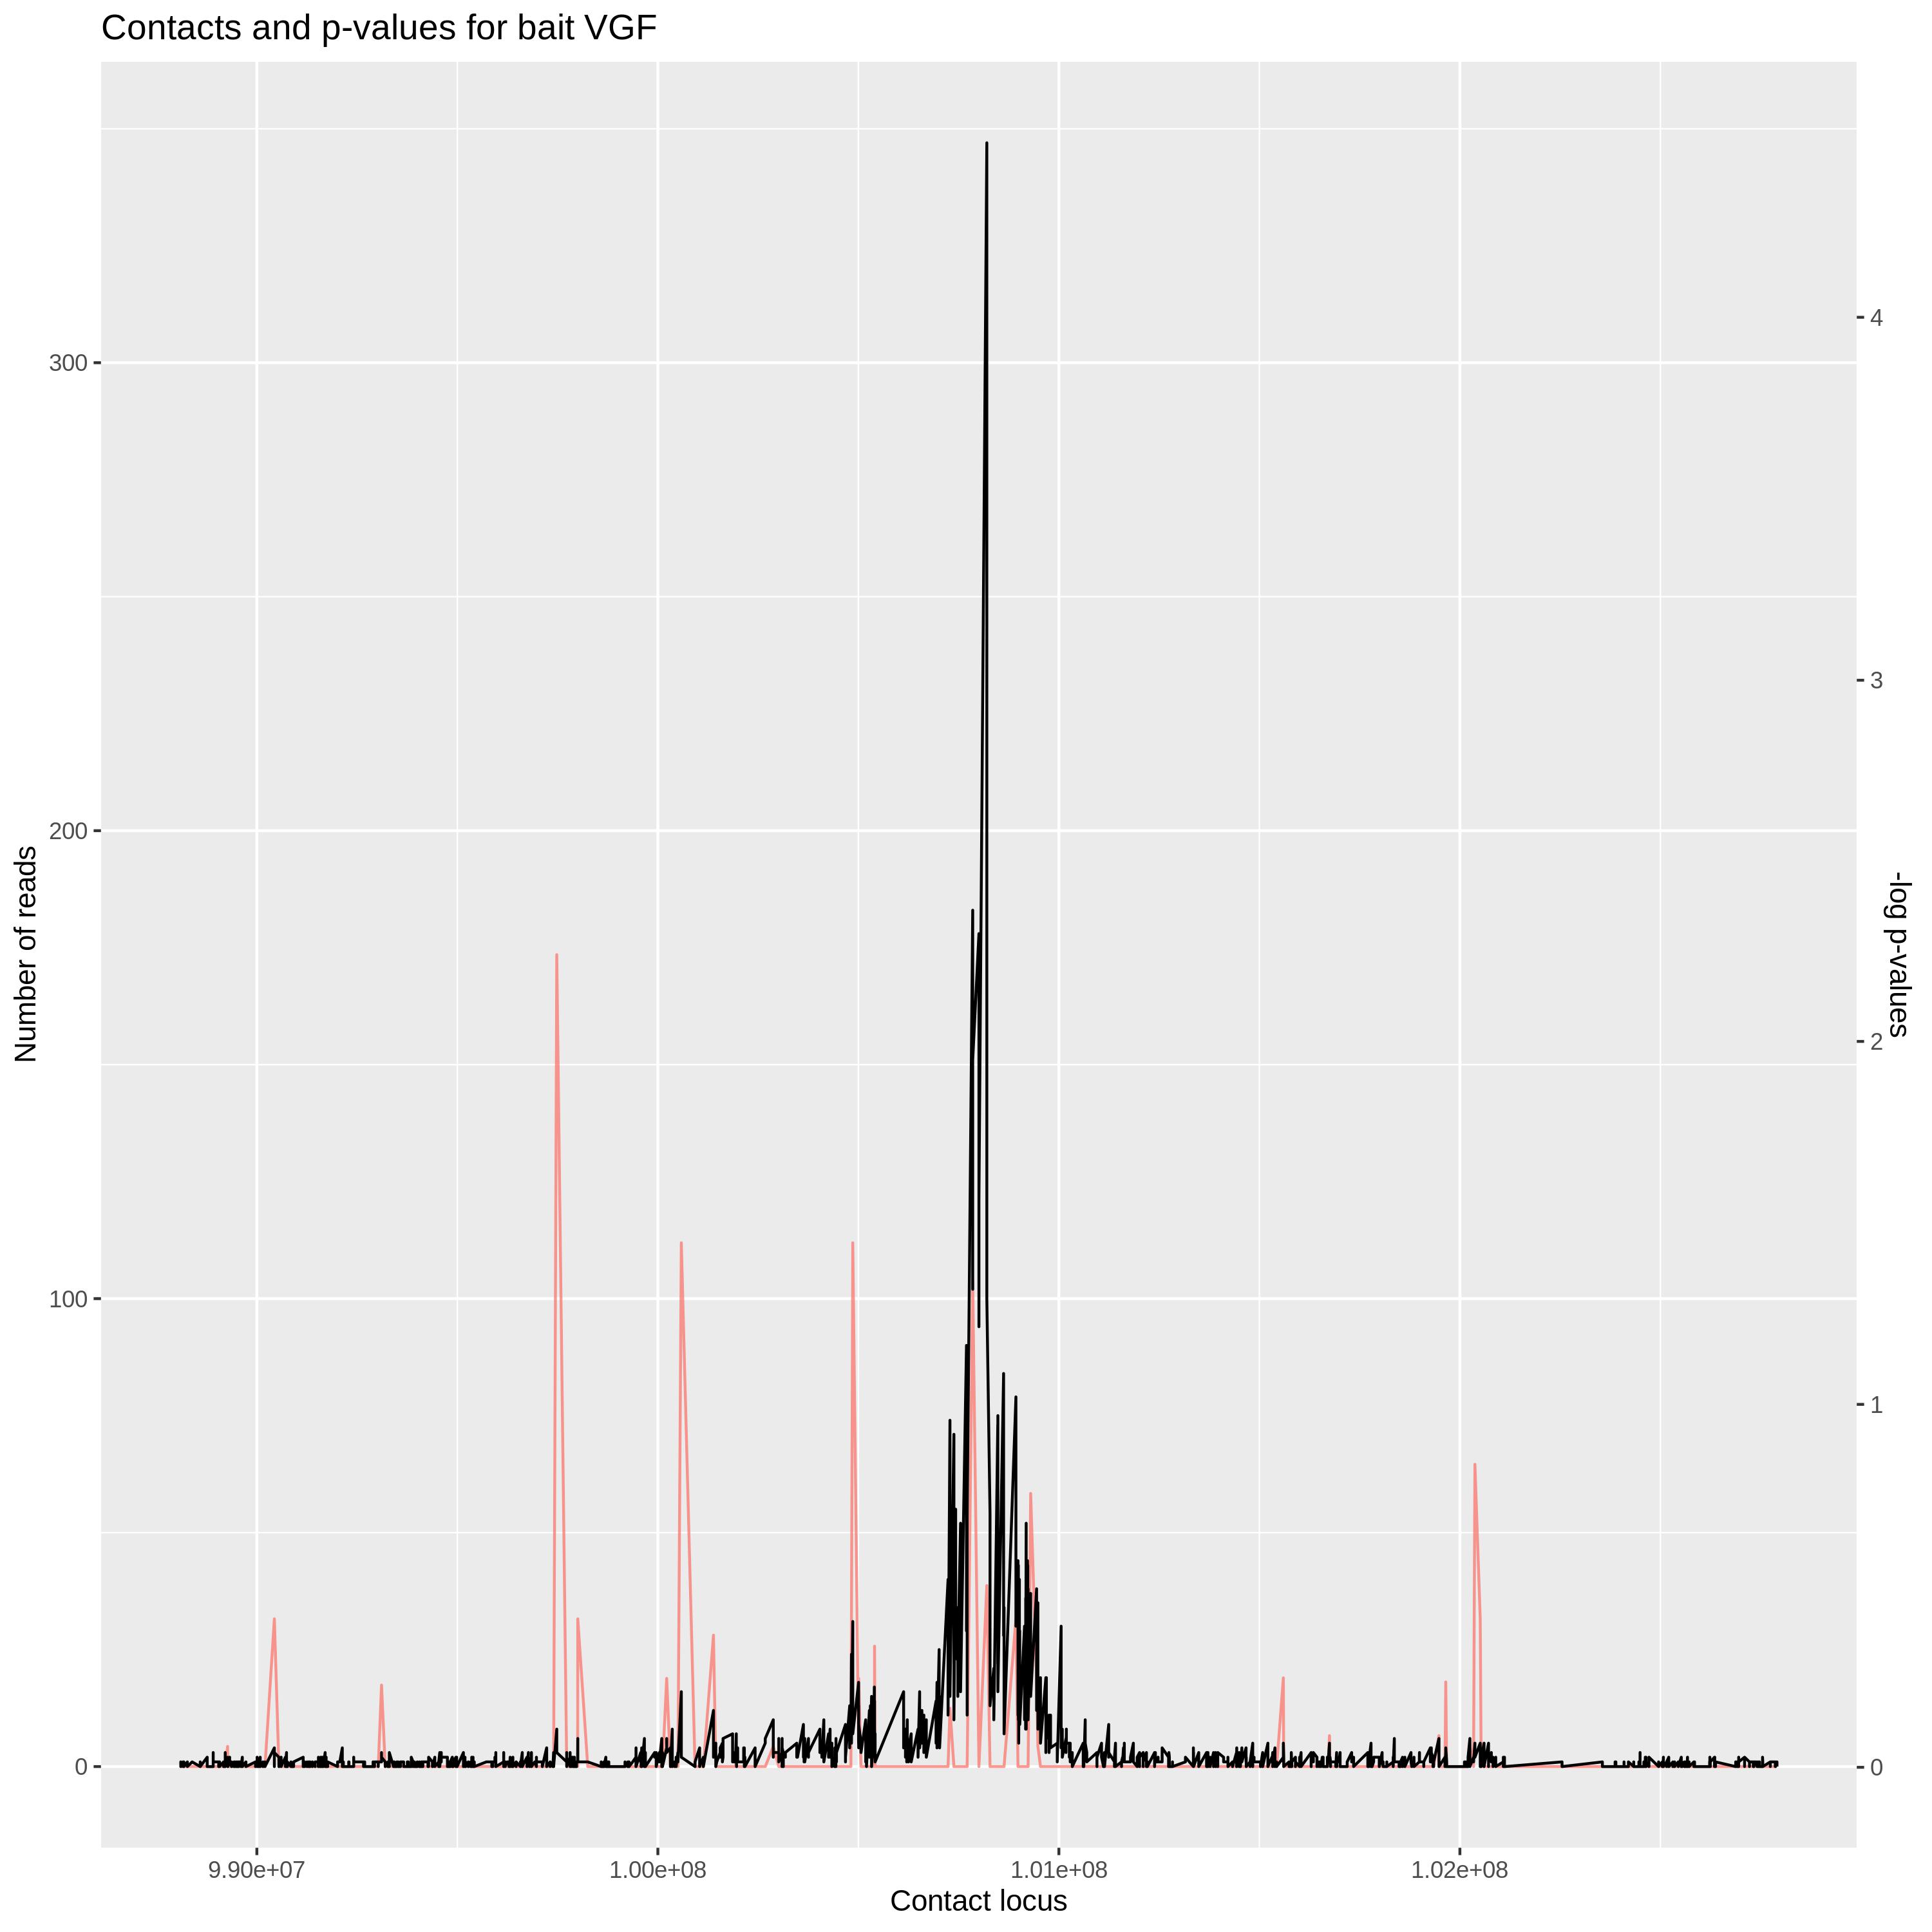 Contacts and p-values for bait VGF
Number of reads
300
200
100
0
4
3
2
1
0
-log p-values
9.90e+07
1.00e+08
1.01e+08
1.02e+08
Contact locus